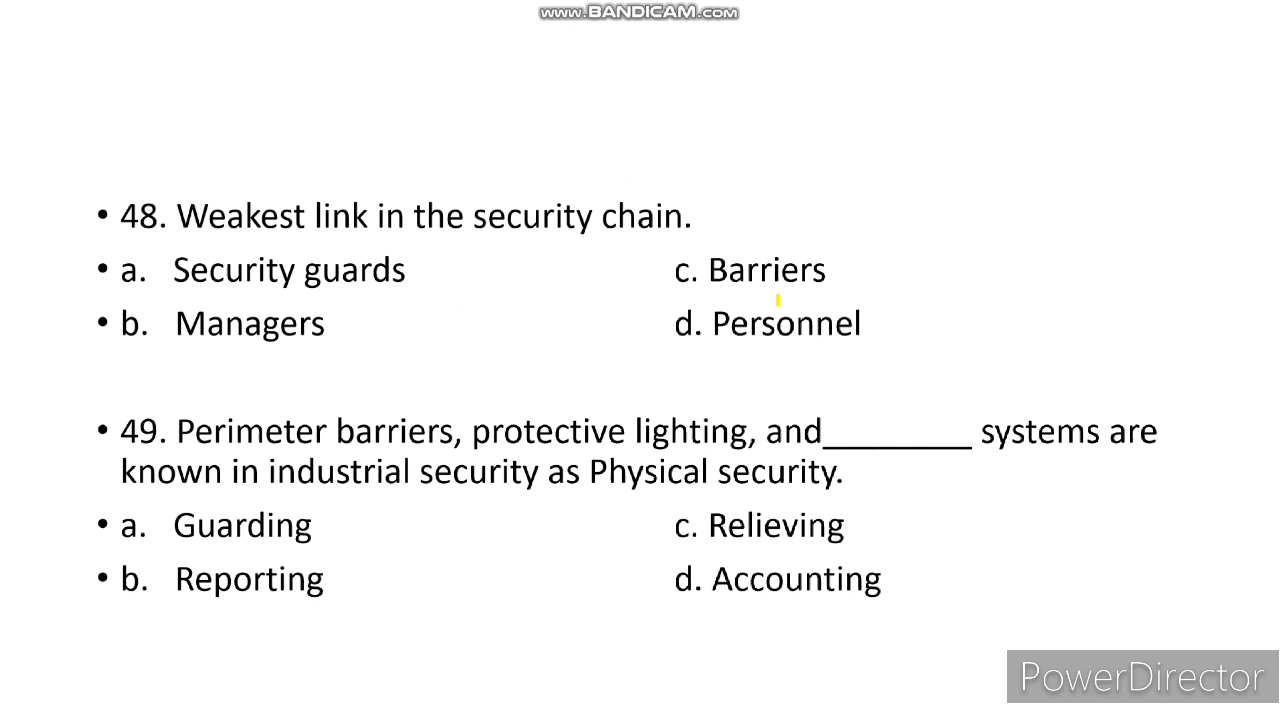 www.BANDICAM.com
• 48. Weakest link in the security chain.
• a. Security guards c. Barriers
• b. Managers d. Personnel
• 49. Perimeter barriers, protective lighting, and________ systems are
known in industrial security as Physical security.
• a. Guarding c. Relieving
• b. Reporting d. Accounting
PowerDirector